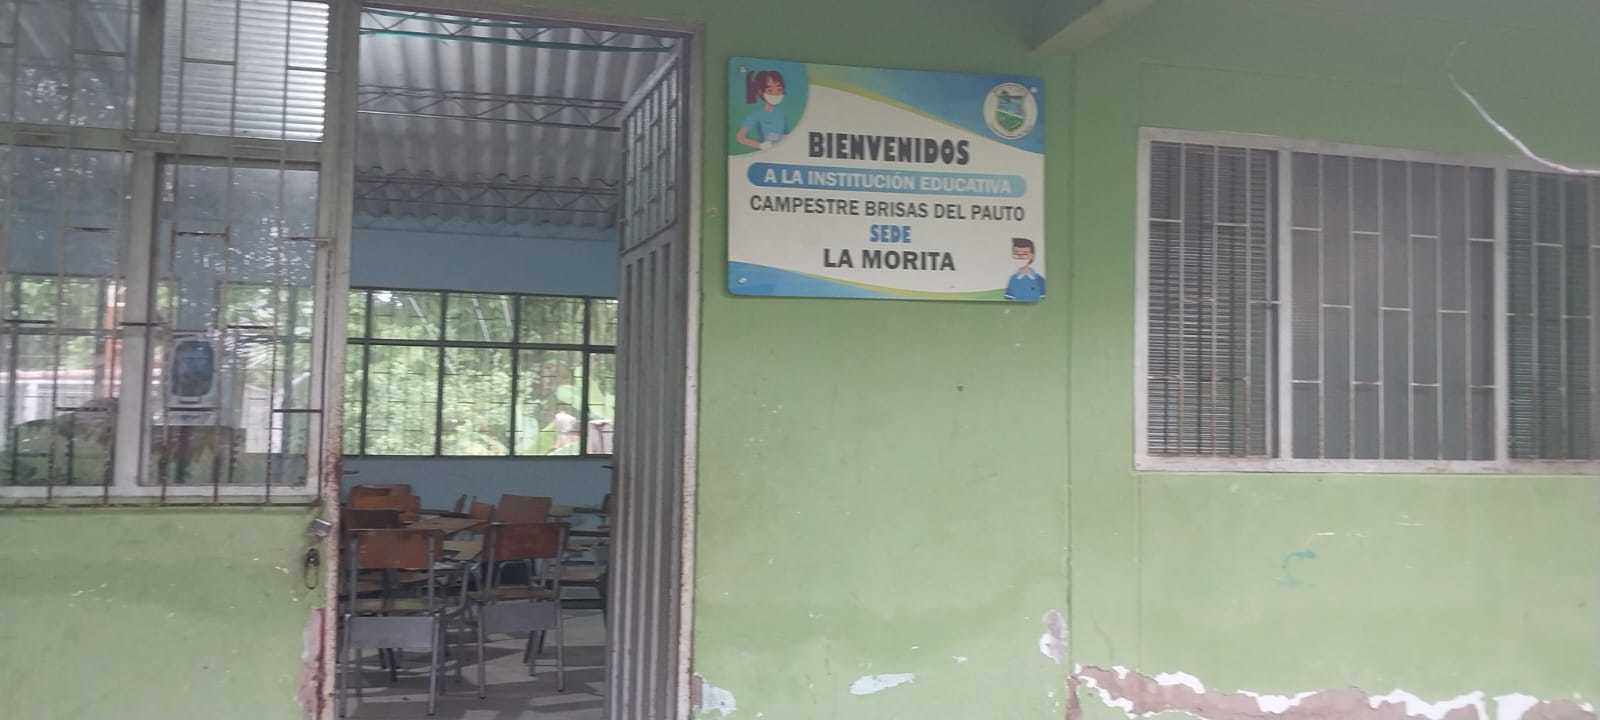 BIENVENIDOS
A LA INSTITUCIÓN EDUCATIVA
CAMPESTRE BRISAS DEL PAUTO
SEDE
LA MORITA